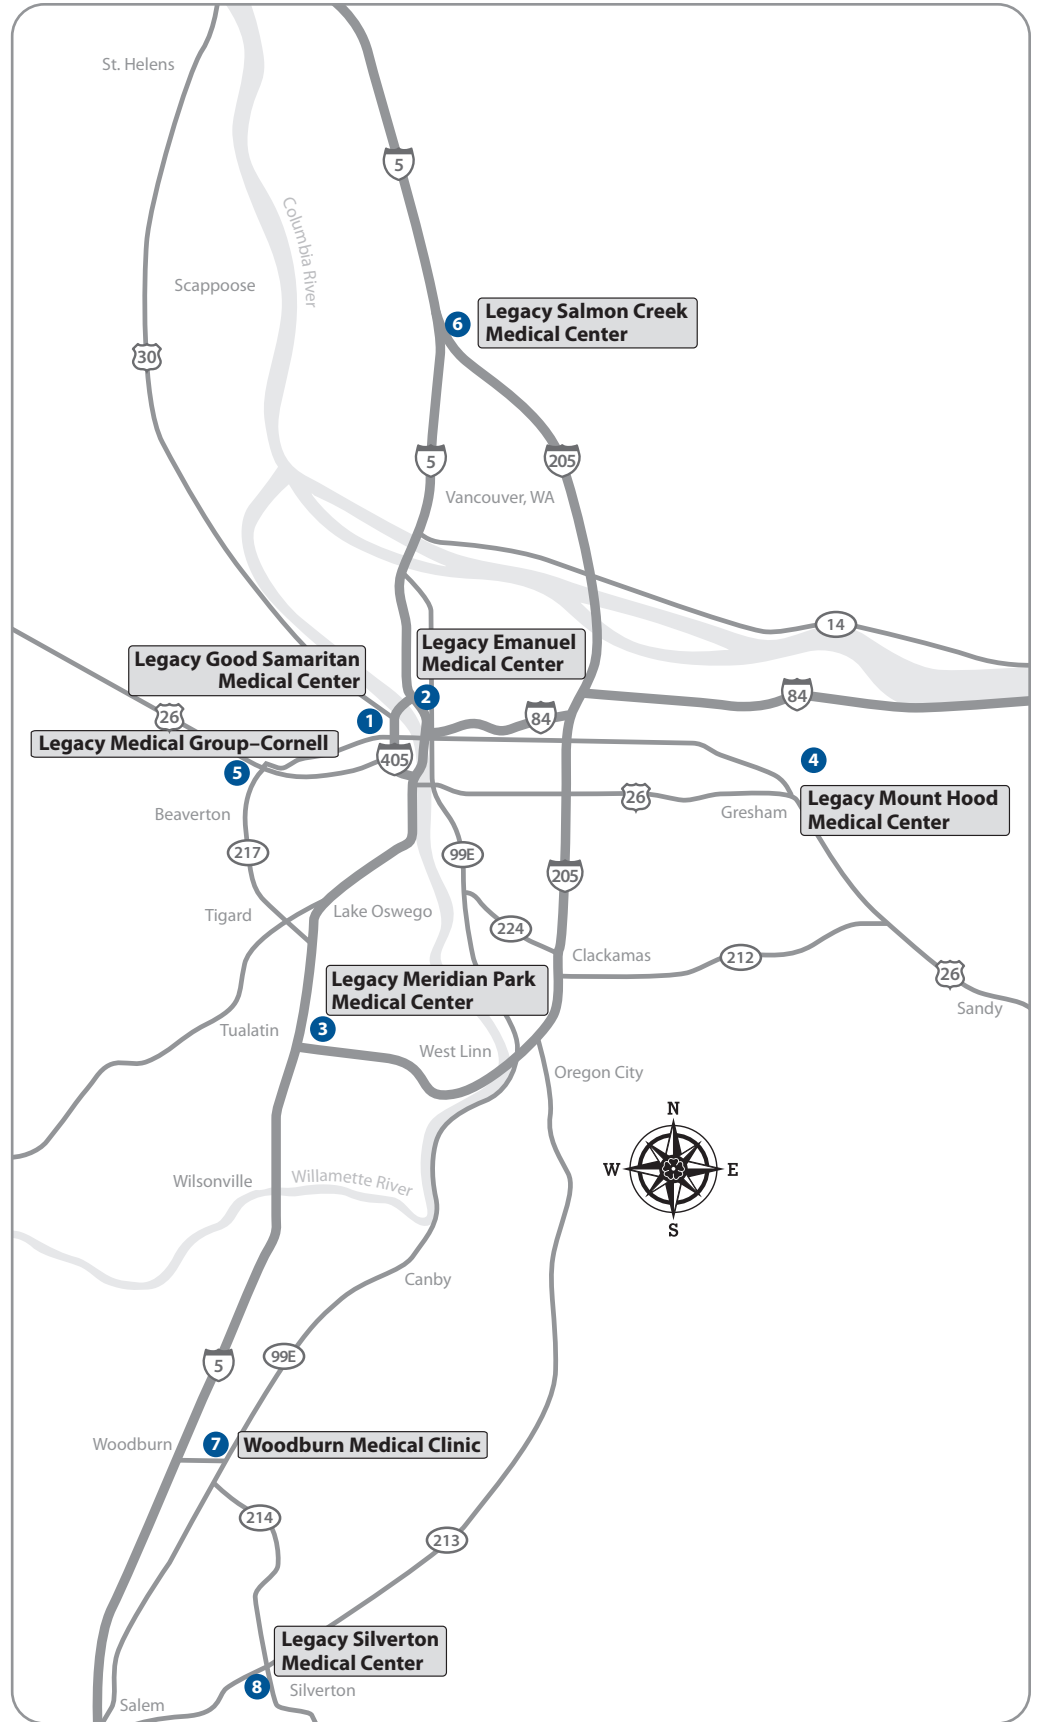 St. Helens
5
Columbia River
Scappoose
6
Legacy Salmon Creek
Medical Center
30
5
205
Vancouver, WA
14
Legacy Emanuel
Medical Center
Legacy Good Samaritan
Medical Center
2
84
26
1
84
Legacy Medical Group–Cornell
405
5
4
26
Legacy Mount Hood
Medical Center
Beaverton
Gresham
217
99E
205
Tigard
Lake Oswego
224
Clackamas
212
Legacy Meridian Park
Medical Center
26
Sandy
3
Tualatin
West Linn
Oregon City
N
W
E
S
Wilsonville
Willamette River
Canby
5
99E
Woodburn
7
Woodburn Medical Clinic
214
213
Legacy Silverton
Medical Center
8
Silverton
Salem